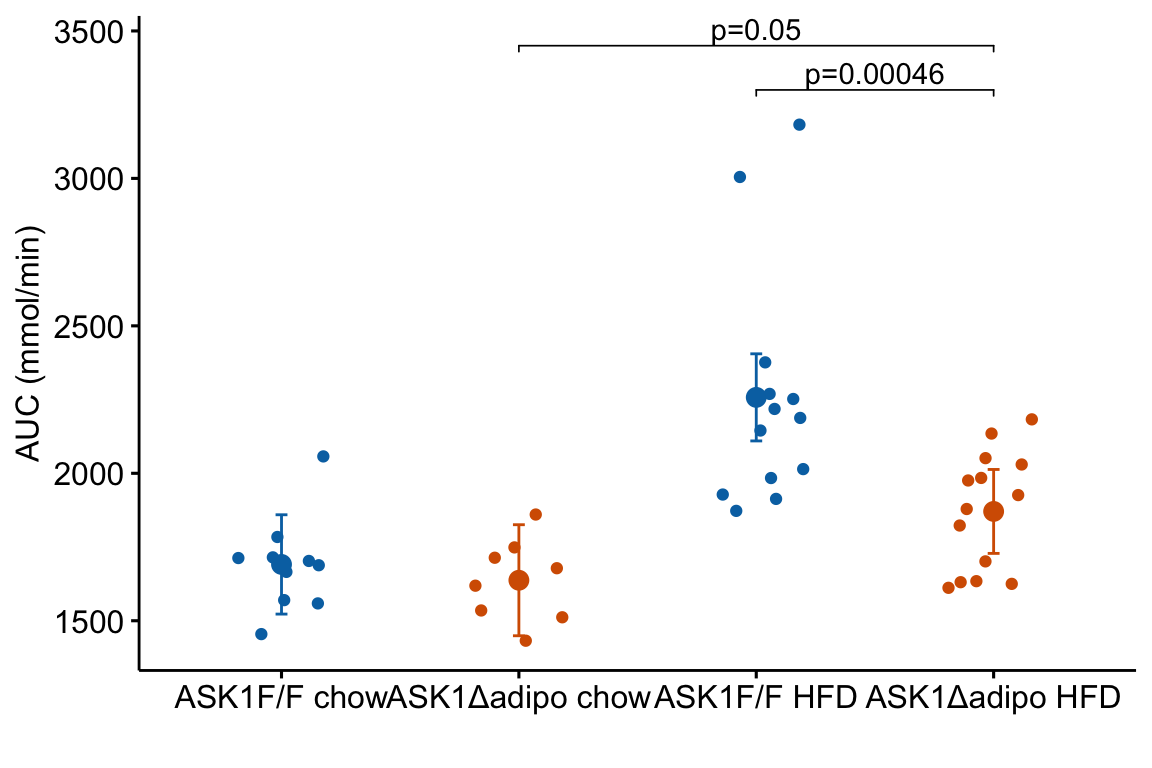 3500
p=0.05
p=0.00046
3000
2500
2000
1500
AUC (mmol/min)
ASK1F/F chow
ASK1Δadipo chow
ASK1F/F HFD
ASK1Δadipo HFD